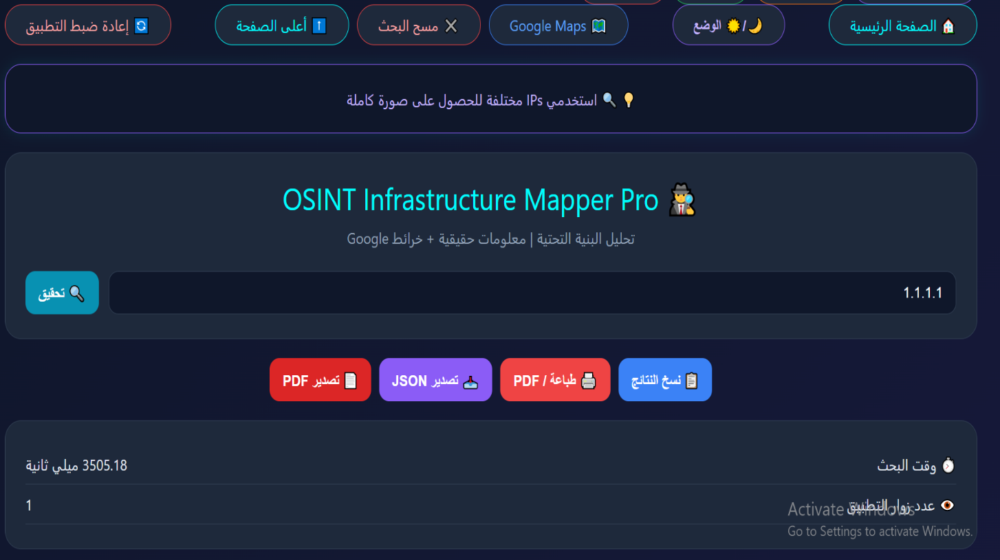 🏠 الصفحة الرئيسية
🌙/☀️ الوضع
🗺️ Google Maps
❌ مسح البحث
⬆️ أعلى الصفحة
🔄 إعادة ضبط التطبيق
💡 🔍 استخدمي IPs مختلفة للحصول على صورة كاملة
🕵️ OSINT Infrastructure Mapper Pro
تحليل البنية التحتية | معلومات حقيقية + خرائط Google
1.1.1.1
🔍 تحقيق
📋 نسخ النتائج
🖨️ طباعة / PDF
📥 تصدير JSON
📄 تصدير PDF
⏱️ وقت البحث
3505.18 ميلي ثانية
👁️ عدد زوار التطبيق
1
Activate Windows
Go to Settings to activate Windows.